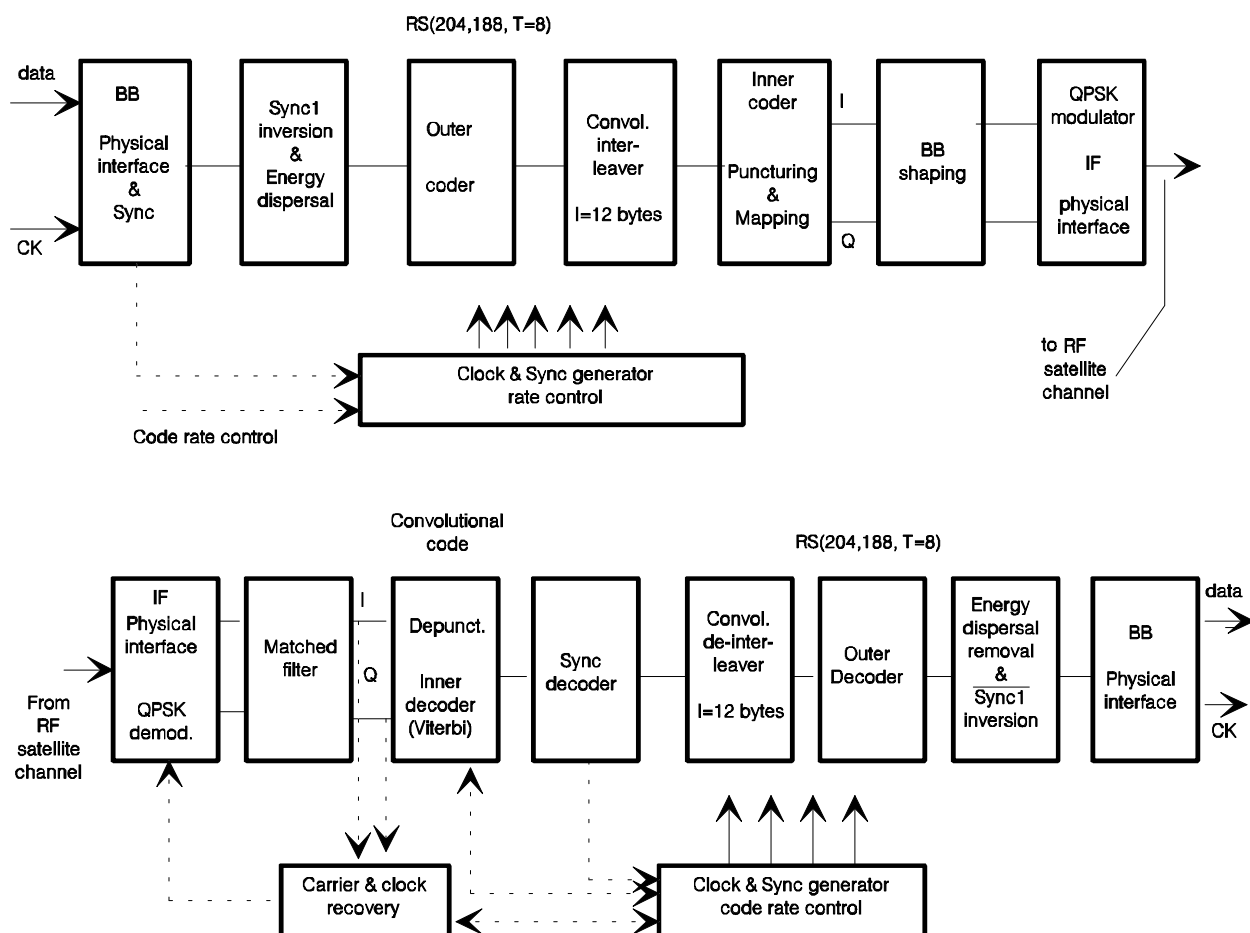 RS(204,188, T=8)
data
CK
BB
Physical
interface
&
Sync
Sync1
inversion
&
Energy
dispersal
Outer
coder
Convol.
inter-
leaver
I=12 bytes
Inner
coder
Puncturing
&
Mapping
I
Q
BB
shaping
QPSK
modulator
IF
physical
interface
to RF
satellite
channel
Clock & Sync generator
rate control
Code rate control
Convolutional
code
RS(204,188, T=8)
From
RF
satellite
channel
IF
Physical
interface
QPSK
demod.
Matched
filter
I
Q
Depunct.
Inner
decoder
(Viterbi)
Sync
decoder
Convol.
de-inter-
leaver
I=12 bytes
Outer
Decoder
Energy
dispersal
removal
&
Sync1
inversion
BB
Physical
interface
data
CK
Carrier & clock
recovery
Clock & Sync generator
code rate control